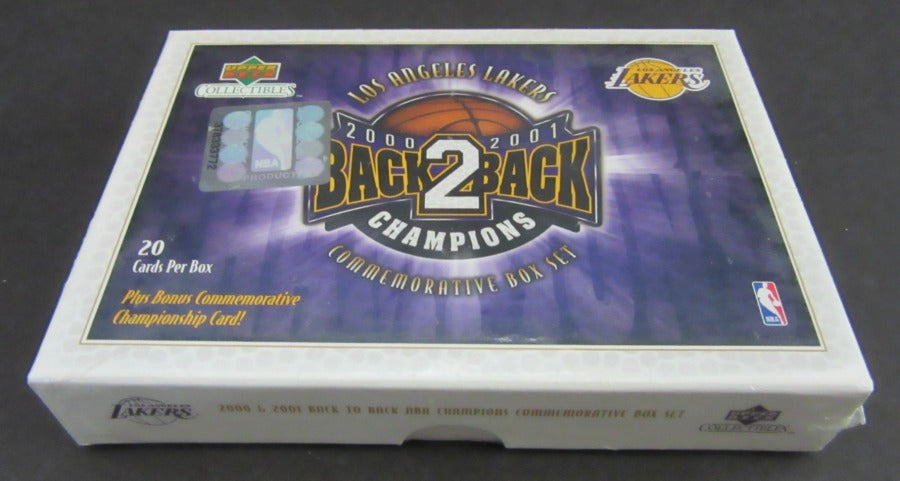 UPPER DECK
COLLECTIBLES
LOS ANGELES LAKERS
LOS ANGELES
LAKERS
2000 2001
BACK 2 BACK
CHAMPIONS
COMMEMORATIVE BOX SET
NBA
PRODUCT
20
Cards Per Box
Plus Bonus Commemorative
Championship Card!
NBA
LOS ANGELES
LAKERS
2000 & 2001 BACK TO BACK NBA CHAMPIONS COMMEMORATIVE BOX SET
UPPER DECK
COLLECTIBLES